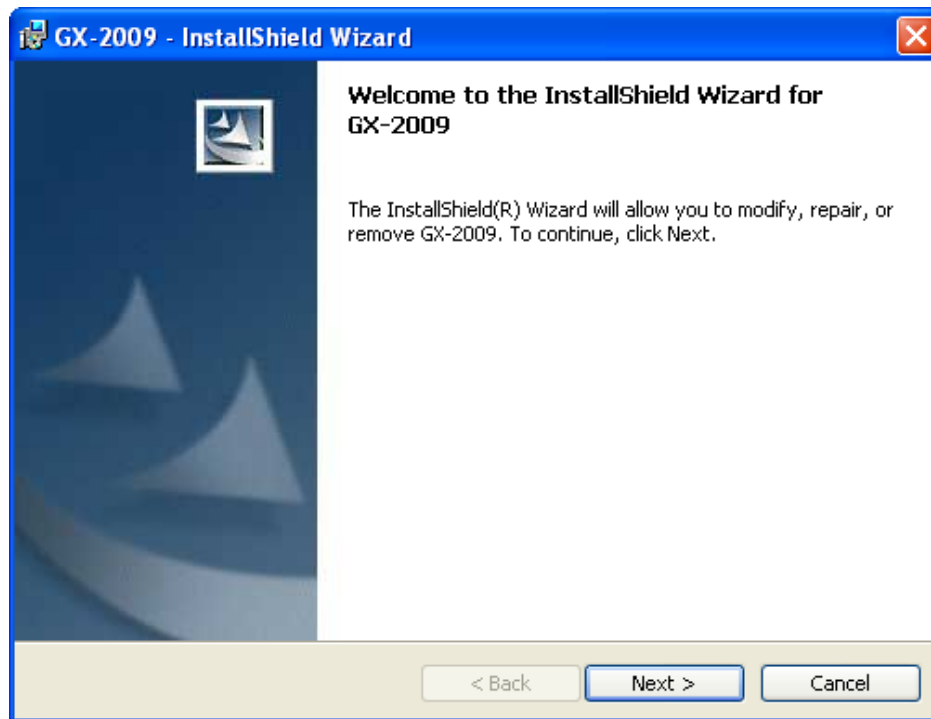 GX-2009 - InstallShield Wizard
Welcome to the InstallShield Wizard for
GX-2009
The InstallShield(R) Wizard will allow you to modify, repair, or
remove GX-2009. To continue, click Next.
< Back Next > Cancel